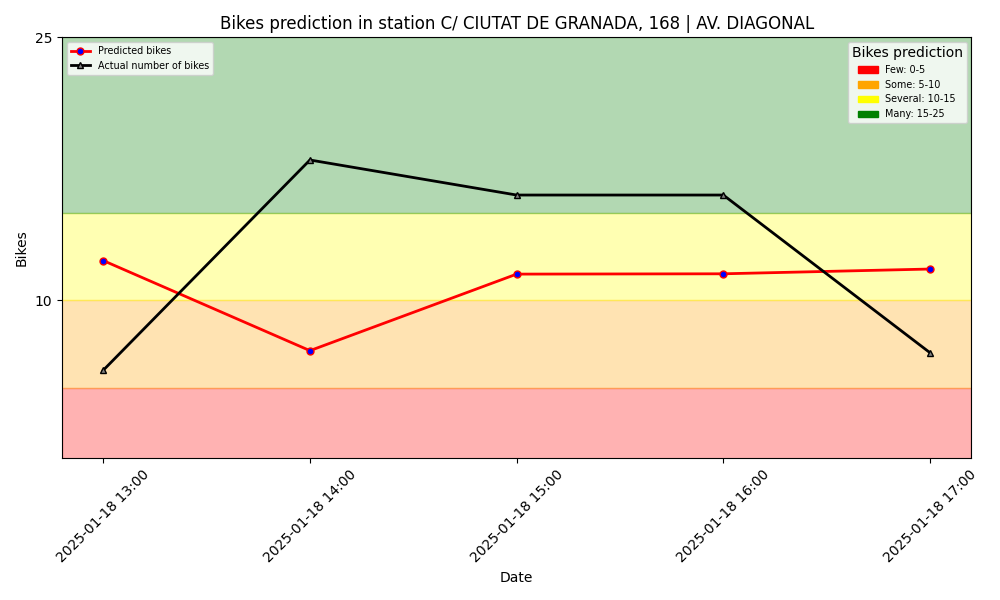 Bikes prediction in station C/ CIUTAT DE GRANADA, 168 | AV. DIAGONAL
25
10
Bikes
Predicted bikes
Actual number of bikes
Bikes prediction
Few: 0-5
Some: 5-10
Several: 10-15
Many: 15-25
2025-01-18 13:00
2025-01-18 14:00
2025-01-18 15:00
2025-01-18 16:00
2025-01-18 17:00
Date